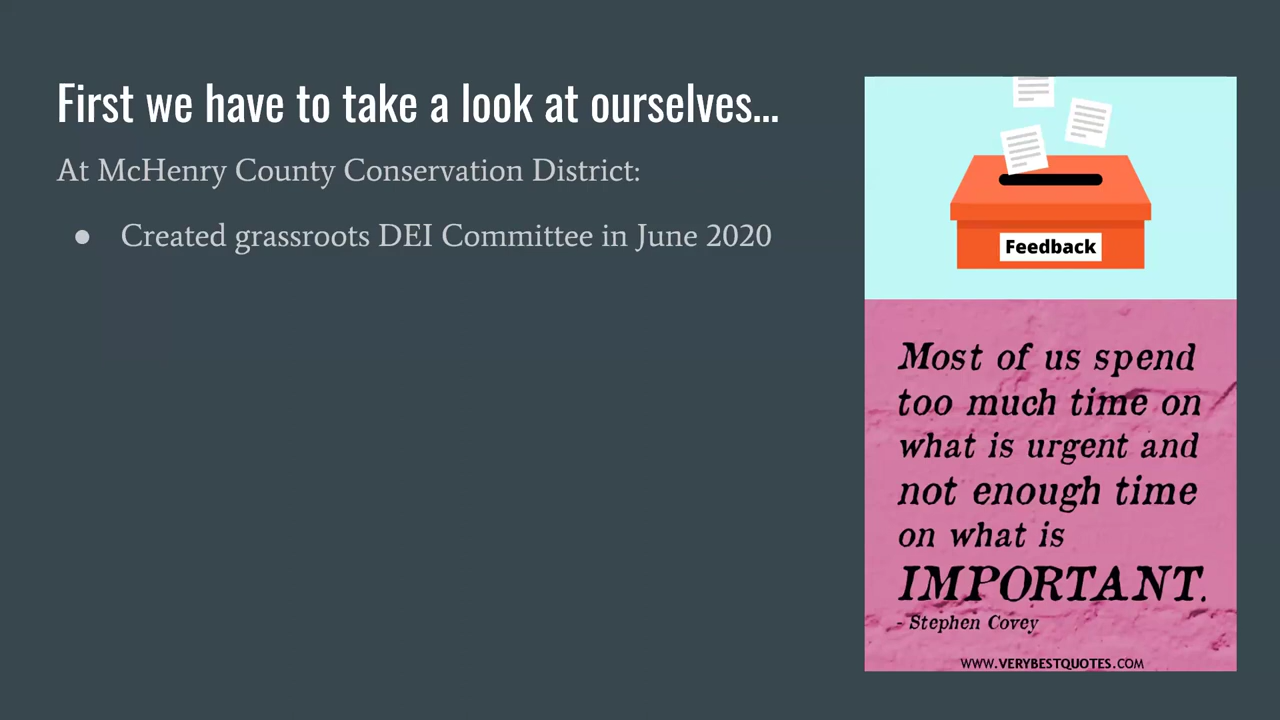 First we have to take a look at ourselves...
At McHenry County Conservation District:
● Created grassroots DEI Committee in June 2020
Feedback
Most of us spend
too much time on
what is urgent and
not enough time
on what is
IMPORTANT.
- Stephen Covey
WWW.VERYBESTQUOTES.COM